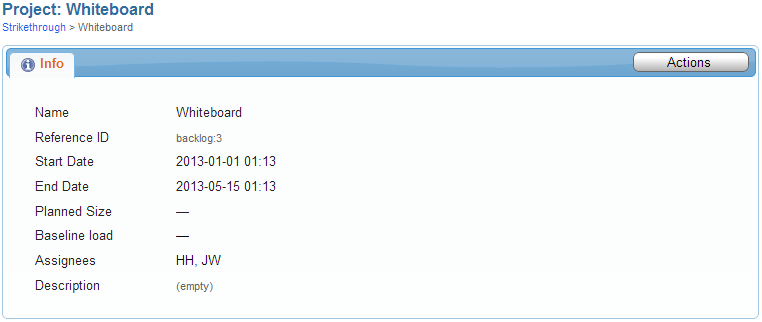 Project: Whiteboard
Strikethrough > Whiteboard
Info
Actions
Name Whiteboard
Reference ID backlog:3
Start Date 2013-01-01 01:13
End Date 2013-05-15 01:13
Planned Size —
Baseline load —
Assignees HH, JW
Description (empty)